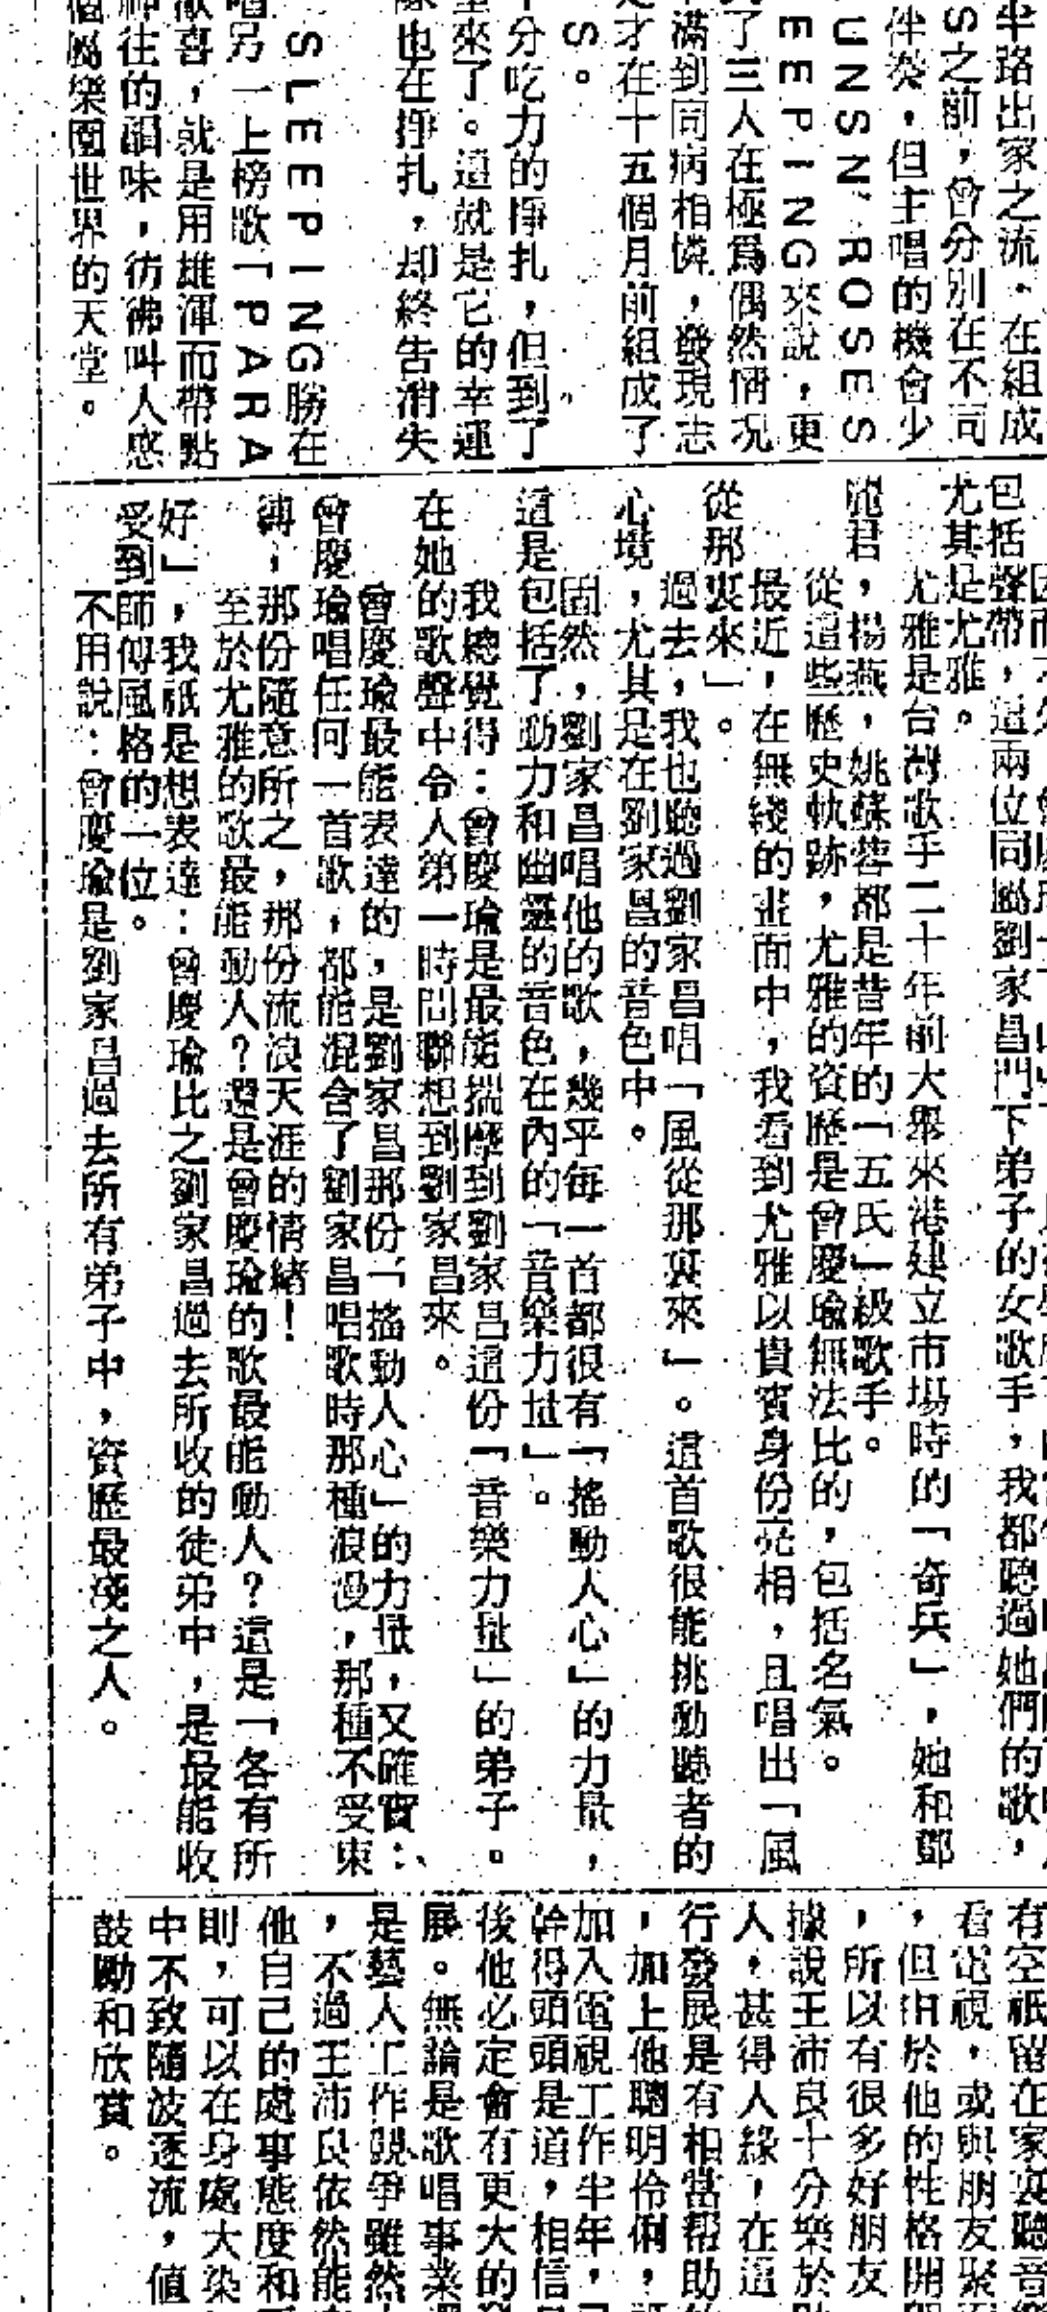 半路出家之流。在組成
S之前，曾分別在不同
伴奏。但主唱的機會少
UNSN'ROSES
EEPING來說，更
了三人在極爲偶然情況
滿到同病相憐，發現志
才在十五個月前組成了
S。
分吃力的掙扎，但到了
來了。這就是它的幸運
也在掙扎，却終告消失
SLEEPING勝在
唱另一上榜歌「PARA
歡喜，就是用雄渾而帶點
神往的韻味，彷彿叫人感
個屬樂園世界的天堂。
包括聲帶，這兩位同屬劉家昌門下弟子的女歌手，我都聽過她們的歌，
尤其是尤雅。
尤雅是台灣歌手二十年前大舉來港建立市場時的「奇兵」，她和鄧
麗君，楊燕，姚蘇蓉都是昔年的「五氏」級歌手。
從這些歷史軌跡，尤雅的資歷是曾慶瑜無法比的，包括名氣。
最近，在無綫的畫面中，我看到尤雅以貴賓身份亮相，且唱出「風
從那裏來」。
過去，我也聽過劉家昌唱「風從那裏來」。這首歌很能挑動聽者的
心境，尤其是在劉家昌的音色中。
固然，劉家昌唱他的歌，幾乎每一首都很有「搖動人心」的力量，
這是包括了動力和幽靈的音色在內的「音樂力量」。
我總覺得：曾慶瑜是最能揣摩到劉家昌這份「音樂力量」的弟子。
在她的歌聲中令人第一時間聯想到劉家昌來。
曾慶瑜最能表達的，是劉家昌那份「搖動人心」的力量，又確實：
曾慶瑜唱任何一首歌，都能混合了劉家昌唱歌時那種浪漫，那種不受束
縛，那份隨意所之，那份流浪天涯的情緒！
至於尤雅的歌最能動人？還是曾慶瑜的歌最能動人？這是「各有所
好」，我祇是想表達：曾慶瑜比之劉家昌過去所收的徒弟中，是最能收
受到師傅風格的一位。
不用說：曾慶瑜是劉家昌過去所有弟子中，資歷最淺之人。
有空祇留在家裏聽音
看電視，或與朋友聚
，但由於他的性格開
，所以有很多好朋友
據說王沛良十分樂於
人，甚得人緣，在這
行發展是有相當幫助
，加上他聰明伶俐，
加入電視工作半年，
幹得頭頭是道，相信
後他必定會有更大的
展。無論是歌唱事業
是藝人工作競爭雖然
，不過王沛良依然能
他自己的處事態度和
則，可以在身處大染
中不致隨波逐流，值
鼓勵和欣賞。